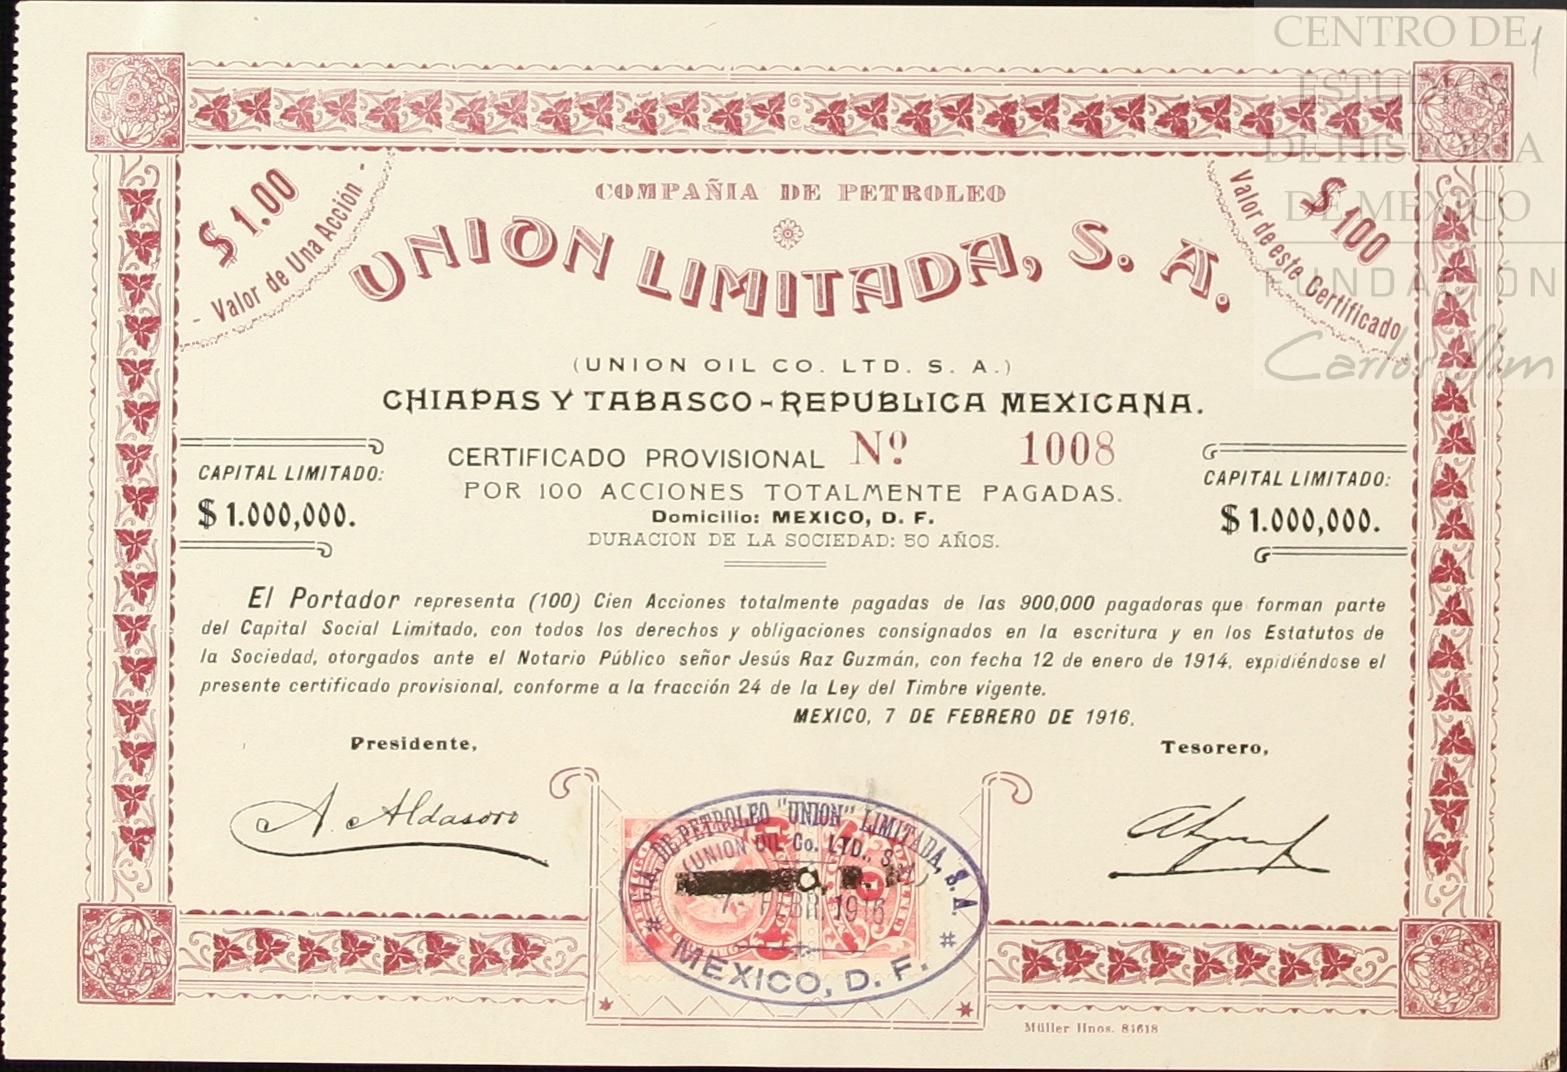 CENTRO DE
ESTUDIOS
DE HISTORIA
DE MÉXICO
FUNDACIÓN
Carlos Slim
$ 1.00
- Valor de Una Acción -
$ 100
Valor de este Certificado
COMPAÑIA DE PETROLEO
UNION LIMITADA, S. A.
(UNION OIL CO. LTD. S. A.)
CHIAPAS Y TABASCO - REPUBLICA MEXICANA.
CERTIFICADO PROVISIONAL Nº 1008
POR 100 ACCIONES TOTALMENTE PAGADAS.
Domicilio: MEXICO, D. F.
DURACION DE LA SOCIEDAD: 50 AÑOS.
CAPITAL LIMITADO:
$ 1.000,000.
CAPITAL LIMITADO:
$ 1.000,000.
El Portador representa (100) Cien Acciones totalmente pagadas de las 900,000 pagadoras que forman parte
del Capital Social Limitado, con todos los derechos y obligaciones consignados en la escritura y en los Estatutos de
la Sociedad, otorgados ante el Notario Público señor Jesús Raz Guzmán, con fecha 12 de enero de 1914, expidiéndose el
presente certificado provisional, conforme a la fracción 24 de la Ley del Timbre vigente.
MEXICO, 7 DE FEBRERO DE 1916.
Presidente,
Tesorero,
A. Aldasoro
CIA. DE PETROLEO "UNION" LIMITADA, S. A.
(UNION OIL Co. LTD., S. A.)
7 - FEBR. 1916
MEXICO, D. F.
Müller Hnos. 84618